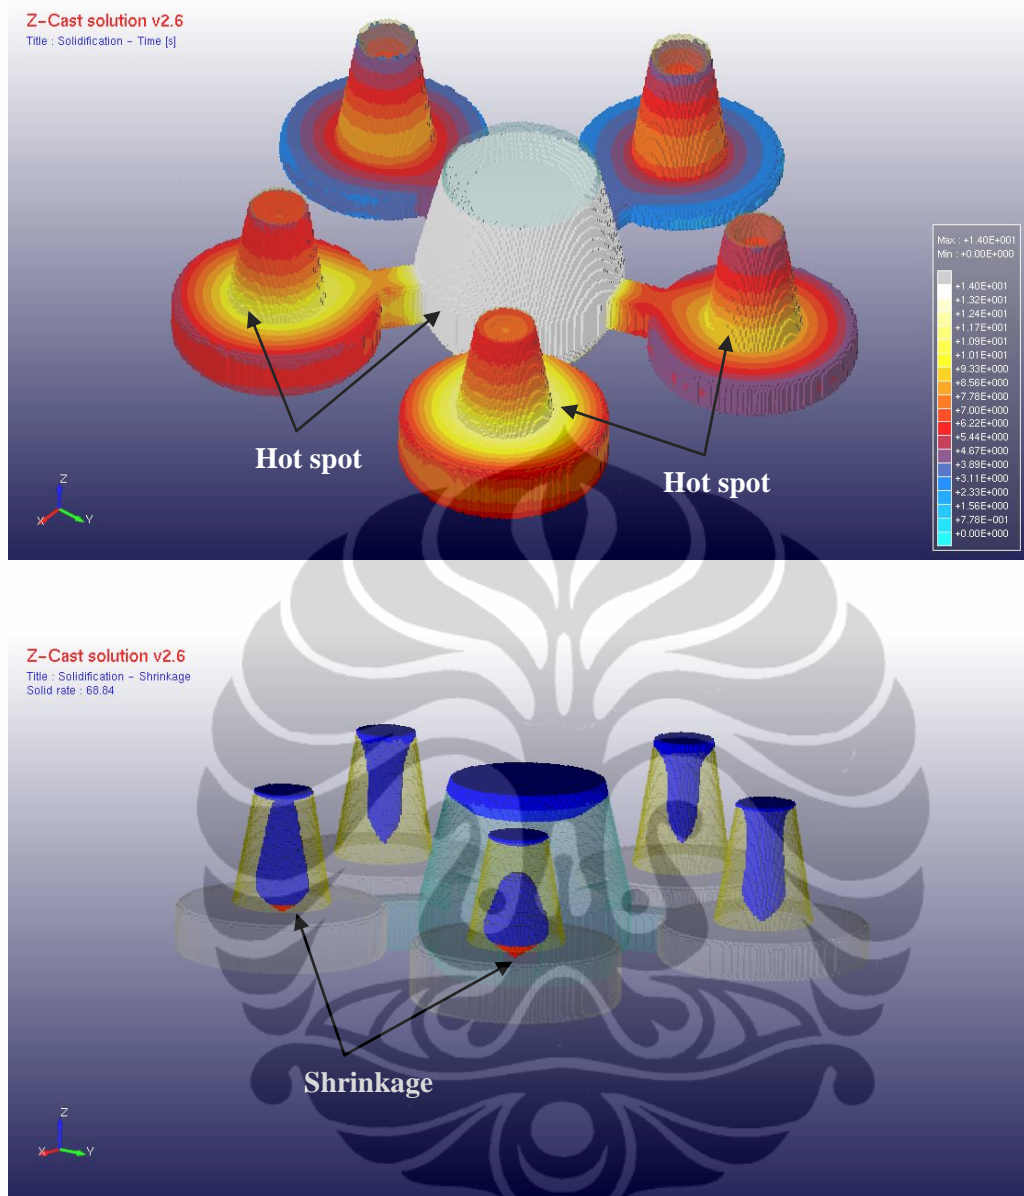 Z-Cast solution v2.6
Title : Solidification - Time [s]
Max : +1.40E+001
Min : +0.00E+000
+1.40E+001
+1.32E+001
+1.24E+001
+1.17E+001
+1.09E+001
+1.01E+001
+9.33E+000
+8.56E+000
+7.78E+000
+7.00E+000
+6.22E+000
+5.44E+000
+4.67E+000
+3.89E+000
+3.11E+000
+2.33E+000
+1.56E+000
+7.78E-001
+0.00E+000
Hot spot
Hot spot
Z
X
Y
Z-Cast solution v2.6
Title : Solidification - Shrinkage
Solid rate : 68.84
Shrinkage
Z
X
Y